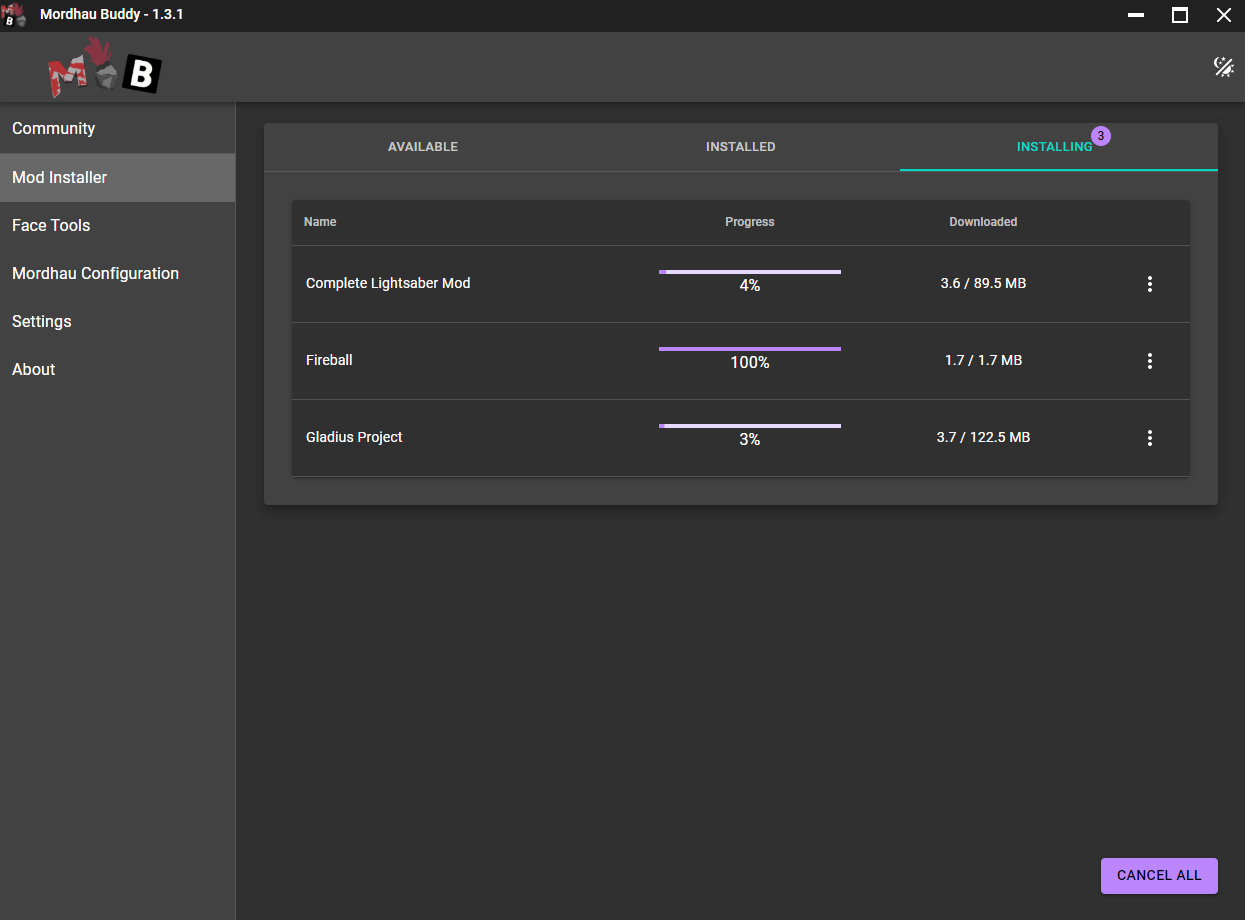 Mordhau Buddy - 1.3.1
M B
Community
Mod Installer
Face Tools
Mordhau Configuration
Settings
About
AVAILABLE INSTALLED INSTALLING 3
Name Progress Downloaded
Complete Lightsaber Mod 4% 3.6 / 89.5 MB
Fireball 100% 1.7 / 1.7 MB
Gladius Project 3% 3.7 / 122.5 MB
CANCEL ALL